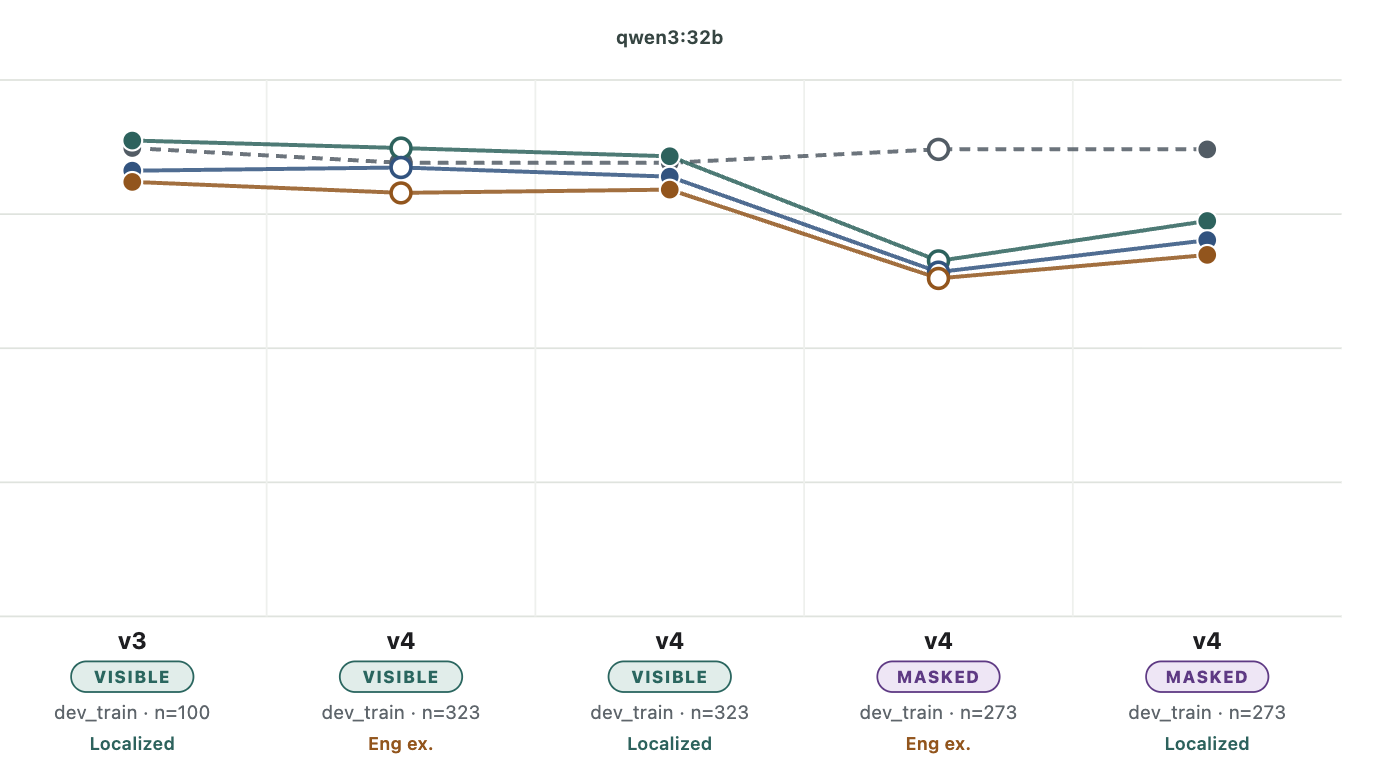 qwen3:32b
v3 v4 v4 v4 v4
VISIBLE VISIBLE VISIBLE MASKED MASKED
dev_train · n=100 dev_train · n=323 dev_train · n=323 dev_train · n=273 dev_train · n=273
Localized Eng ex. Localized Eng ex. Localized